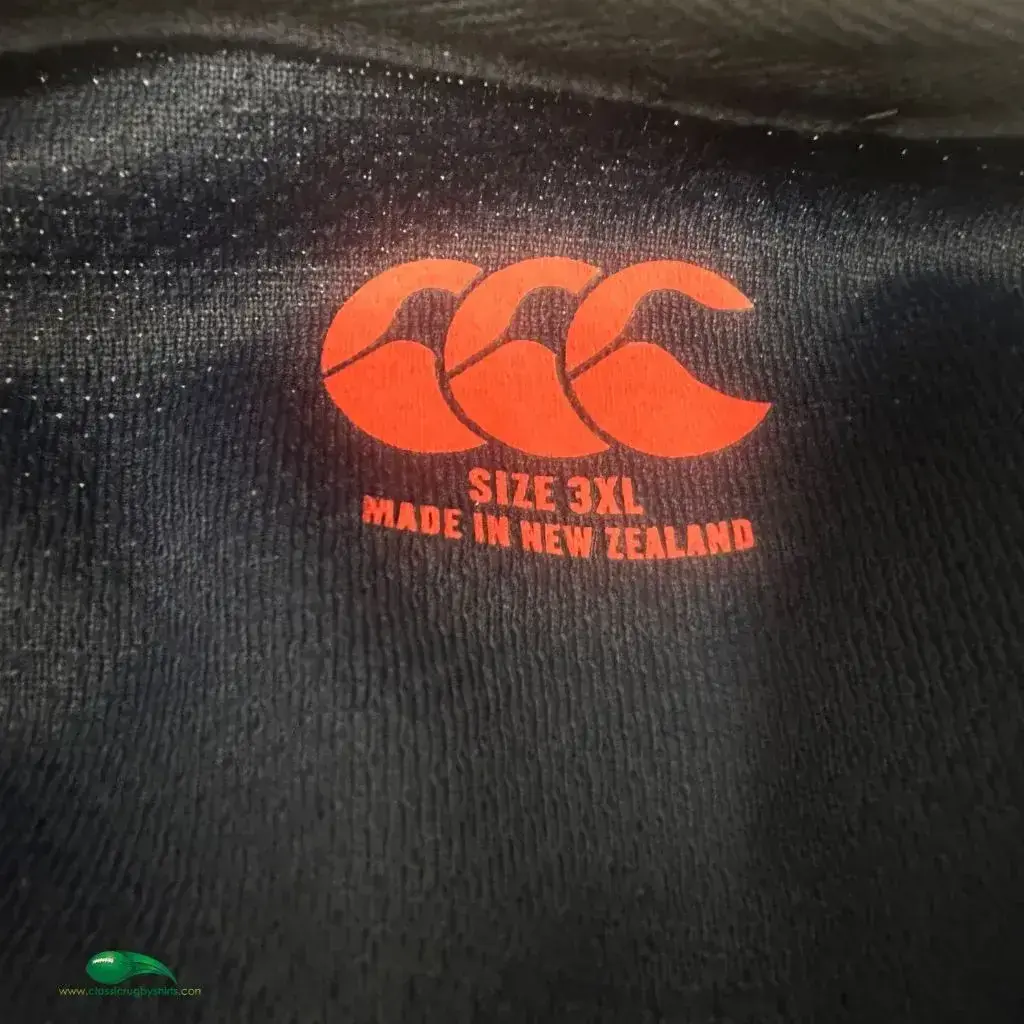 SIZE 3XL
MADE IN NEW ZEALAND
www.classicrugbyshirts.com